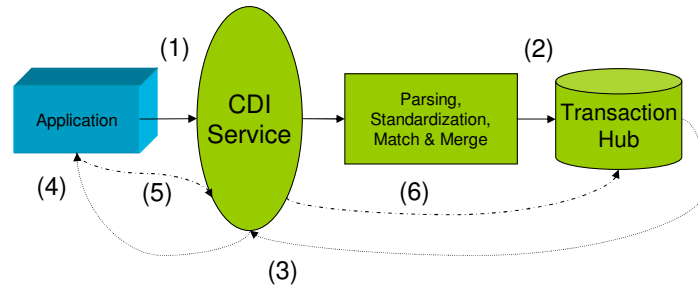 (1)
(2)
Application
CDI
Service
Parsing,
Standardization,
Match & Merge
Transaction
Hub
(4)
(5)
(6)
(3)